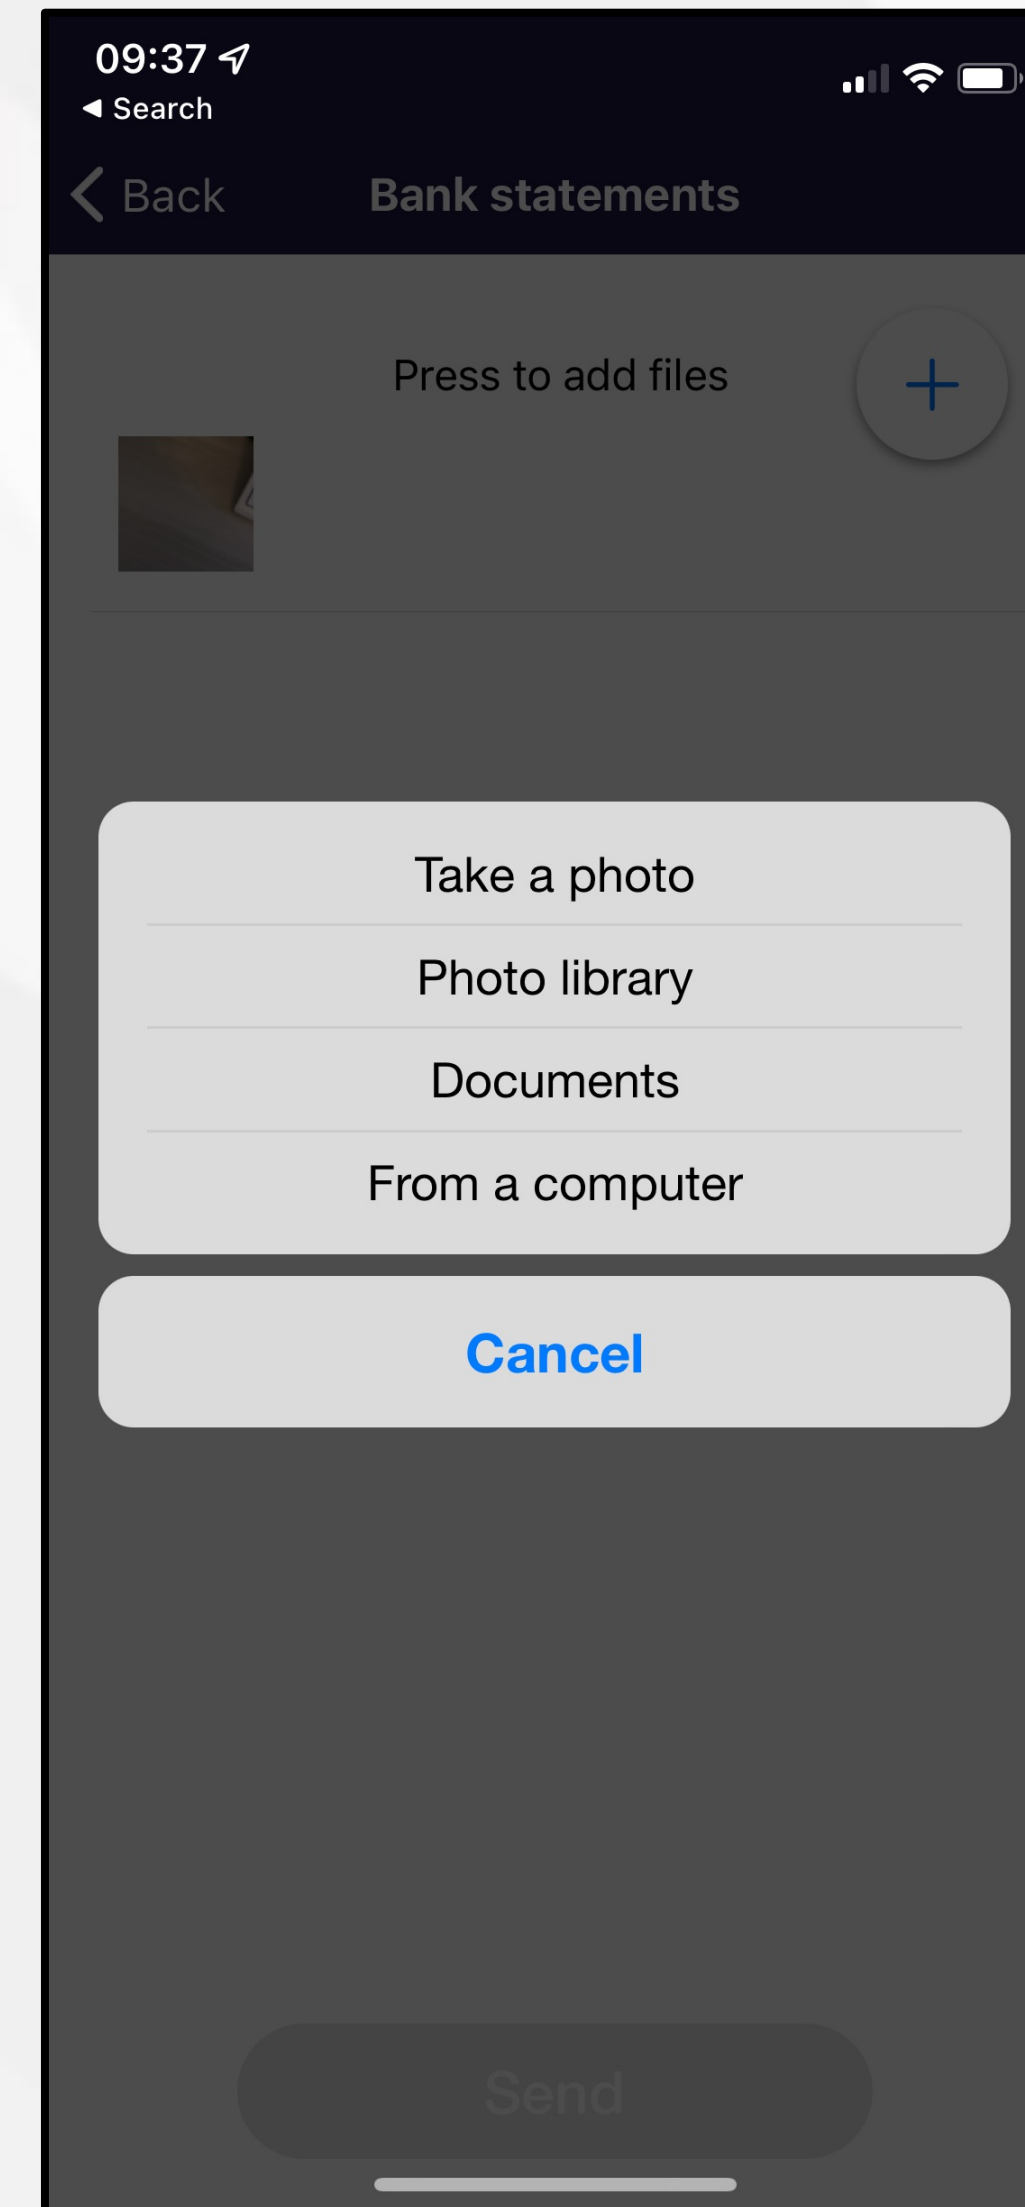 09:37
◀ Search
Back
Bank statements
Press to add files
Take a photo
Photo library
Documents
From a computer
Cancel
Send